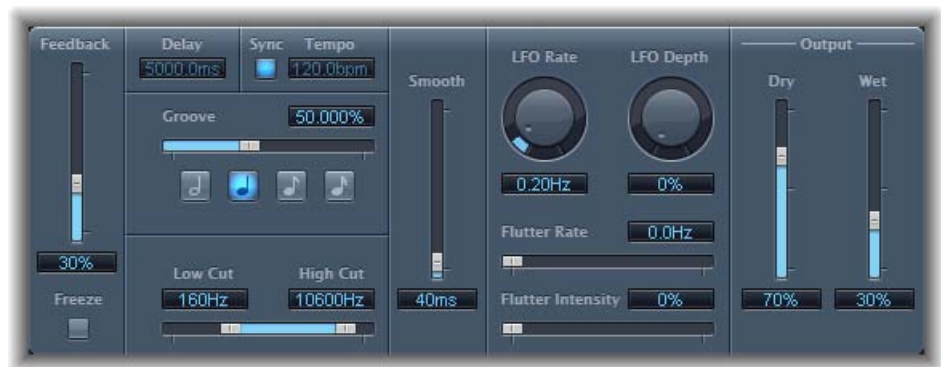 Feedback
30%
Freeze
Delay
5000.0ms
Sync
Tempo
120.0bpm
Groove
50.000%
Low Cut
High Cut
160Hz
10600Hz
Smooth
40ms
LFO Rate
LFO Depth
0.20Hz
0%
Flutter Rate
0.0Hz
Flutter Intensity
0%
Output
Dry
Wet
70%
30%